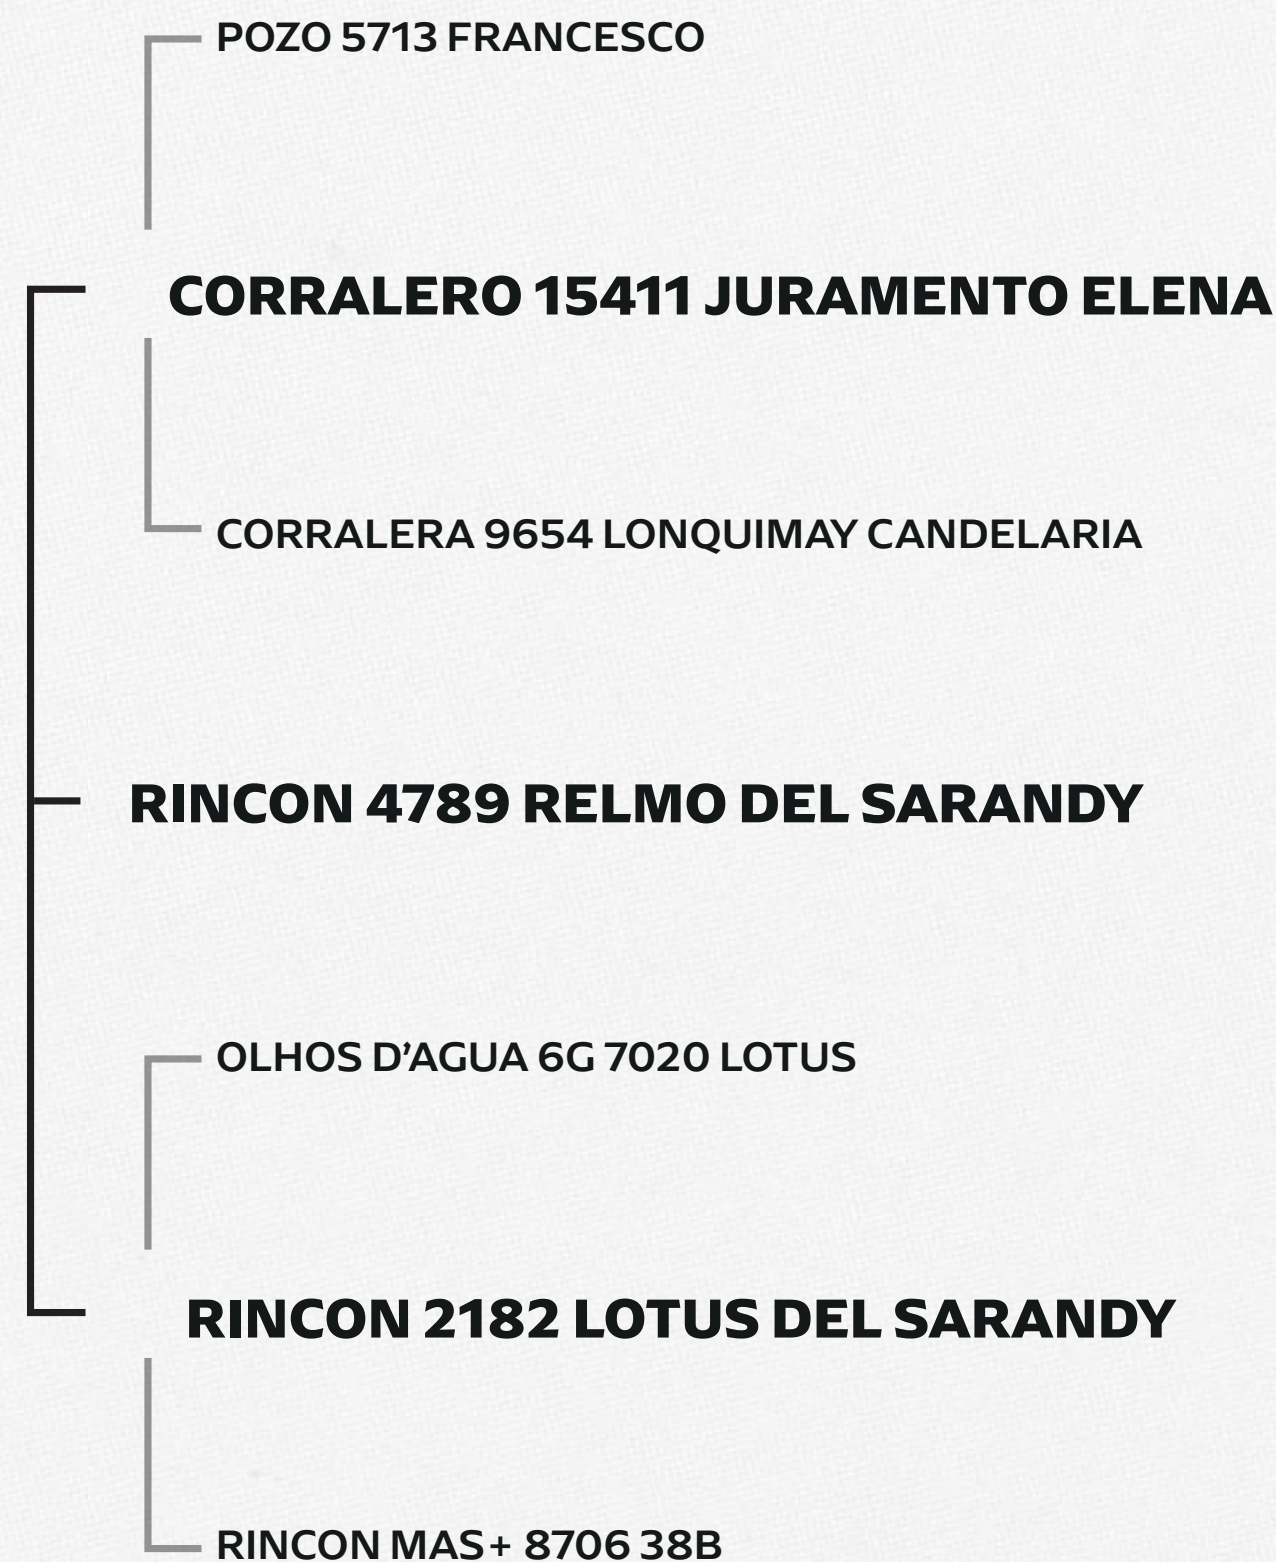 POZO 5713 FRANCESCO
CORRALERO 15411 JURAMENTO ELENA
CORRALERA 9654 LONQUIMAY CANDELARIA
RINCON 4789 RELMO DEL SARANDY
OLHOS D’AGUA 6G 7020 LOTUS
RINCON 2182 LOTUS DEL SARANDY
RINCON MAS+ 8706 38B